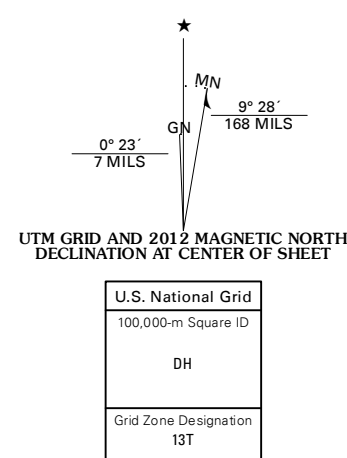 ★
MN
GN
9° 28´
168 MILS
0° 23´
7 MILS
UTM GRID AND 2012 MAGNETIC NORTH
DECLINATION AT CENTER OF SHEET
U.S. National Grid
100,000-m Square ID
DH
Grid Zone Designation
13T